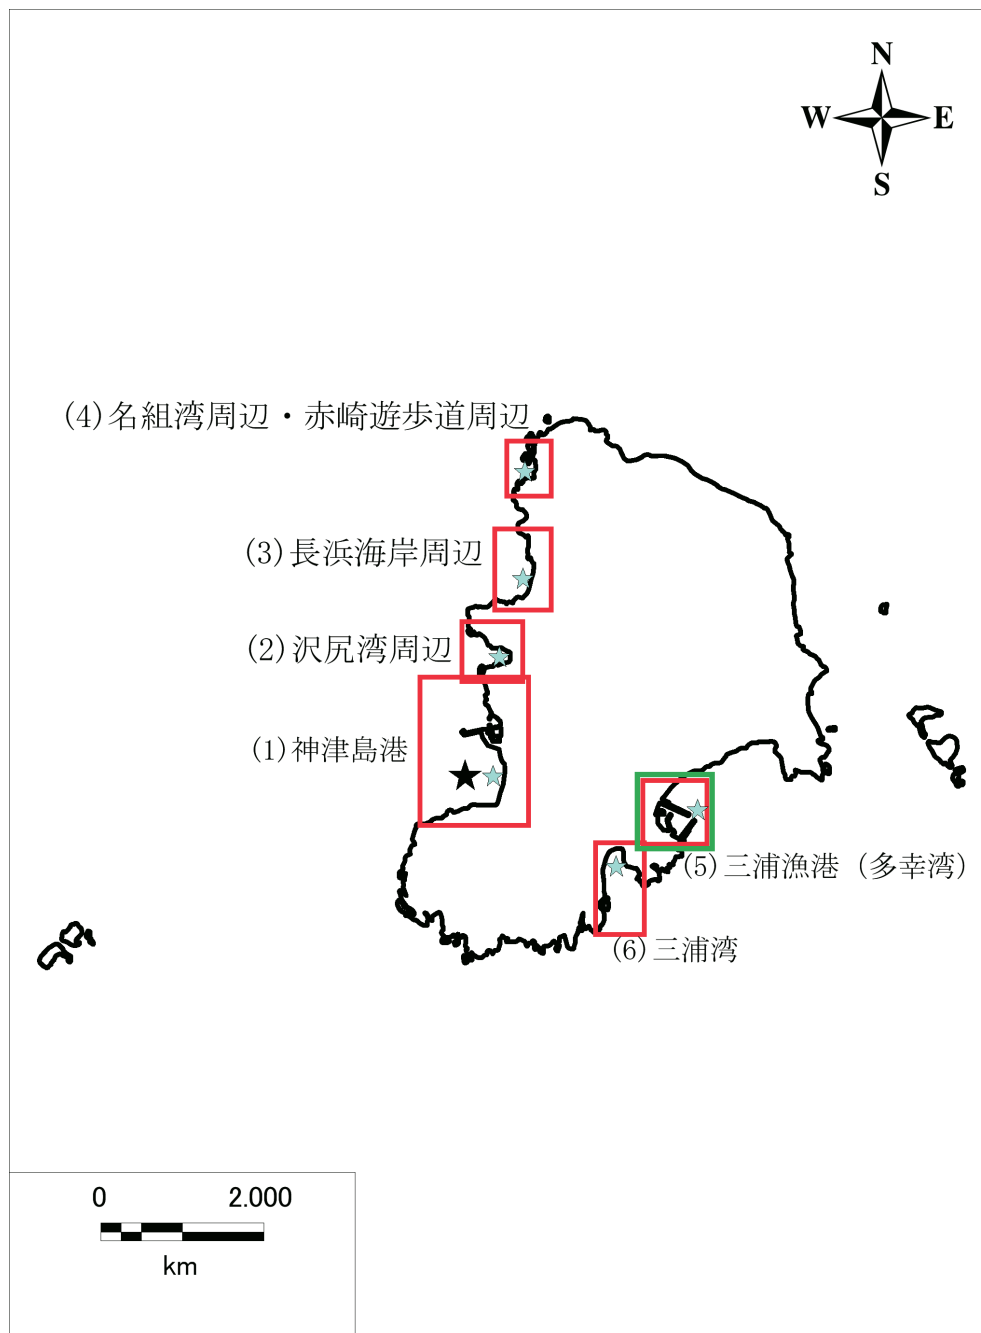 N
W E
S
(4)名組湾周辺・赤崎遊歩道周辺
(3)長浜海岸周辺
(2)沢尻湾周辺
(1)神津島港
(5)三浦漁港（多幸湾）
(6)三浦湾
0 2.000
km